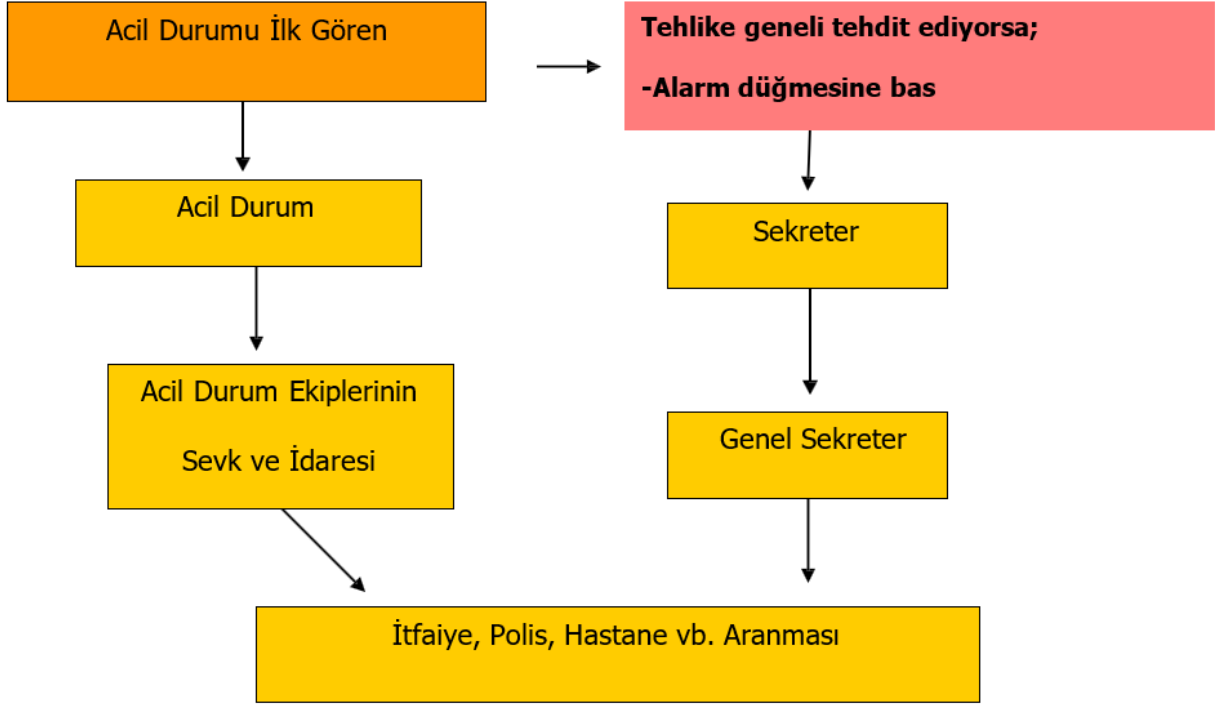 Acil Durumu İlk Gören
Tehlike geneli tehdit ediyorsa;
-Alarm düğmesine bas
Acil Durum
Sekreter
Acil Durum Ekiplerinin
Sevk ve İdaresi
Genel Sekreter
İtfaiye, Polis, Hastane vb. Aranması